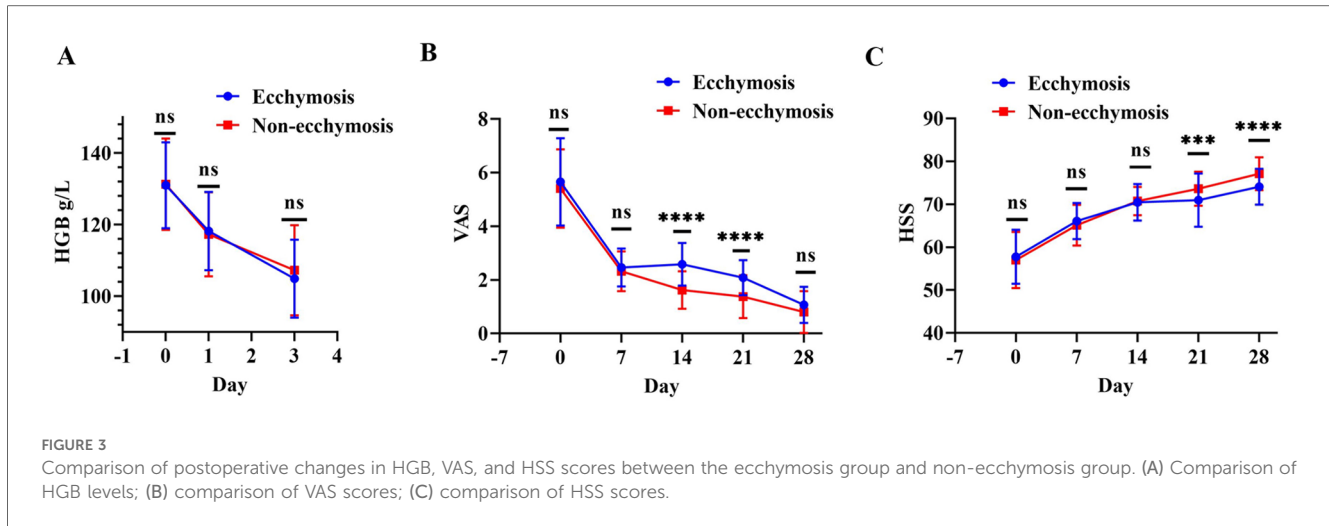 A
Ecchymosis
Non-ecchymosis
ns
ns
ns
HGB g/L
140
120
100
-1 0 1 2 3 4
Day
B
Ecchymosis
Non-ecchymosis
ns
ns
****
****
ns
VAS
8
6
4
2
0
-7 0 7 14 21 28
Day
C
Ecchymosis
Non-ecchymosis
ns
ns
ns
***
****
HSS
90
80
70
60
50
40
-7 0 7 14 21 28
Day
FIGURE 3
Comparison of postoperative changes in HGB, VAS, and HSS scores between the ecchymosis group and non-ecchymosis group. (A) Comparison of
HGB levels; (B) comparison of VAS scores; (C) comparison of HSS scores.